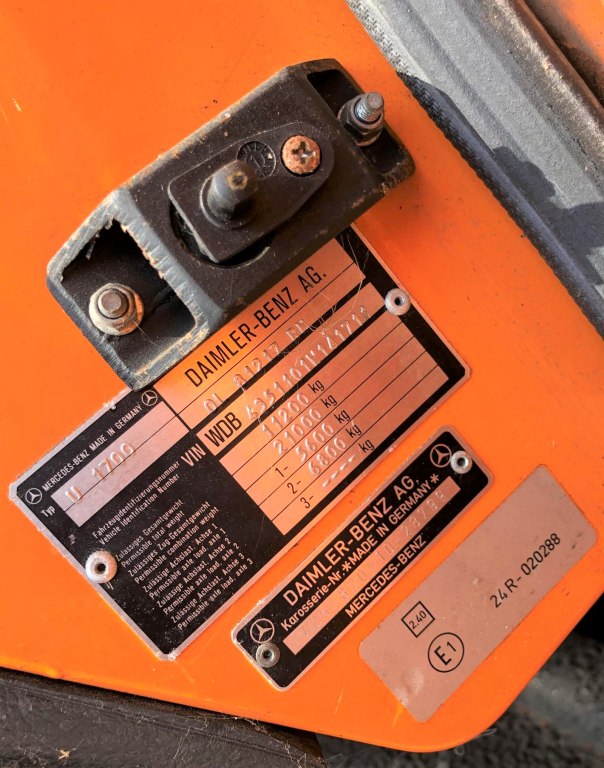 DAIMLER-BENZ AG.
MERCEDES-BENZ MADE IN GERMANY
Typ U 1700
Fahrzeugidentifizierungsnummer
Vehicle Identification Number
VIN WDB
Zulässiges Gesamtgewicht
Permissible total weight
11200 kg
Zulässiges Zug-Gesamtgewicht
Permissible combination weight
21000 kg
Zulässige Achslast, Achse 1
Permissible axle load, axle 1
1- 5600 kg
Zulässige Achslast, Achse 2
Permissible axle load, axle 2
2- 6800 kg
Zulässige Achslast, Achse 3
Permissible axle load, axle 3
3- ---- kg
DAIMLER-BENZ AG.
Karosserie-Nr.*MADE IN GERMANY*
MERCEDES-BENZ
2.40
E1
24 R-020288